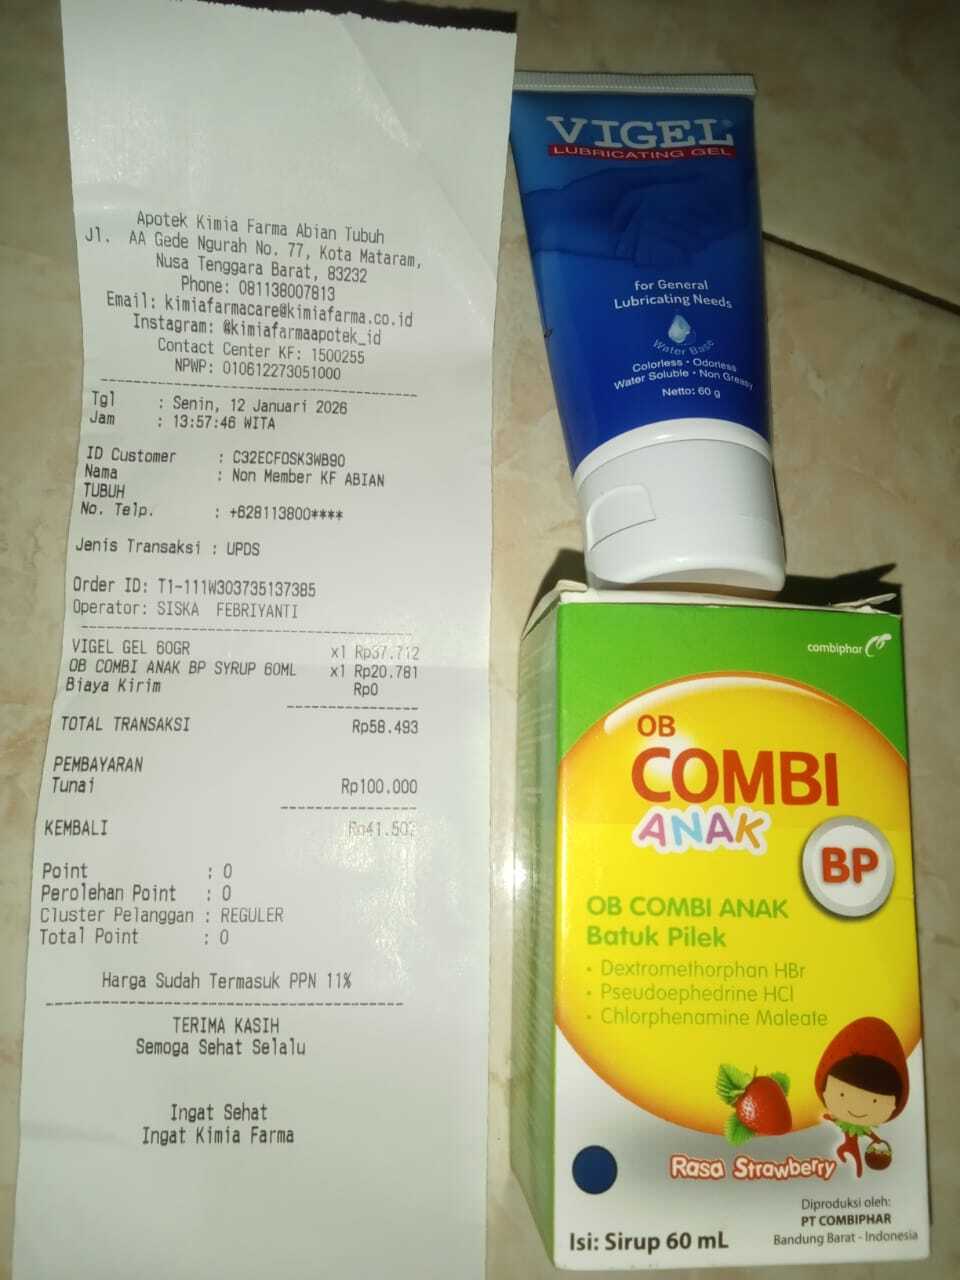 Apotek Kimia Farma Abian Tubuh
Jl. AA Gede Ngurah No. 77, Kota Mataram,
Nusa Tenggara Barat, 83232
Phone: 081138007813
Email: kimiafarmacare@kimiafarma.co.id
Instagram: @kimiafarmaapotek_id
Contact Center KF: 1500255
NPWP: 010612273051000
Tgl : Senin, 12 Januari 2026
Jam : 13:57:46 WITA
ID Customer : C32ECFOSK3WB90
Nama : Non Member KF ABIAN
TUBUH
No. Telp. : +628113800****
Jenis Transaksi : UPDS
Order ID: T1-111W303735137385
Operator: SISKA FEBRIYANTI
VIGEL GEL 60GR x1 Rp37.712
OB COMBI ANAK BP SYRUP 60ML x1 Rp20.781
Biaya Kirim Rp0
TOTAL TRANSAKSI Rp58.493
PEMBAYARAN
Tunai Rp100.000
KEMBALI
Point : 0
Perolehan Point : 0
Cluster Pelanggan : REGULER
Total Point : 0
Harga Sudah Termasuk PPN 11%
TERIMA KASIH
Semoga Sehat Selalu
Ingat Sehat
Ingat Kimia Farma
VIGEL
LUBRICATING GEL
for General
Lubricating Needs
Water Base
Colorless • Odorless
Water Soluble • Non Greasy
Netto: 60 g
combiphar
OB
COMBI
ANAK
BP
OB COMBI ANAK
Batuk Pilek
• Dextromethorphan HBr
• Pseudoephedrine HCl
• Chlorphenamine Maleate
Rasa Strawberry
Diproduksi oleh:
PT COMBIPHAR
Bandung Barat - Indonesia
Isi: Sirup 60 mL